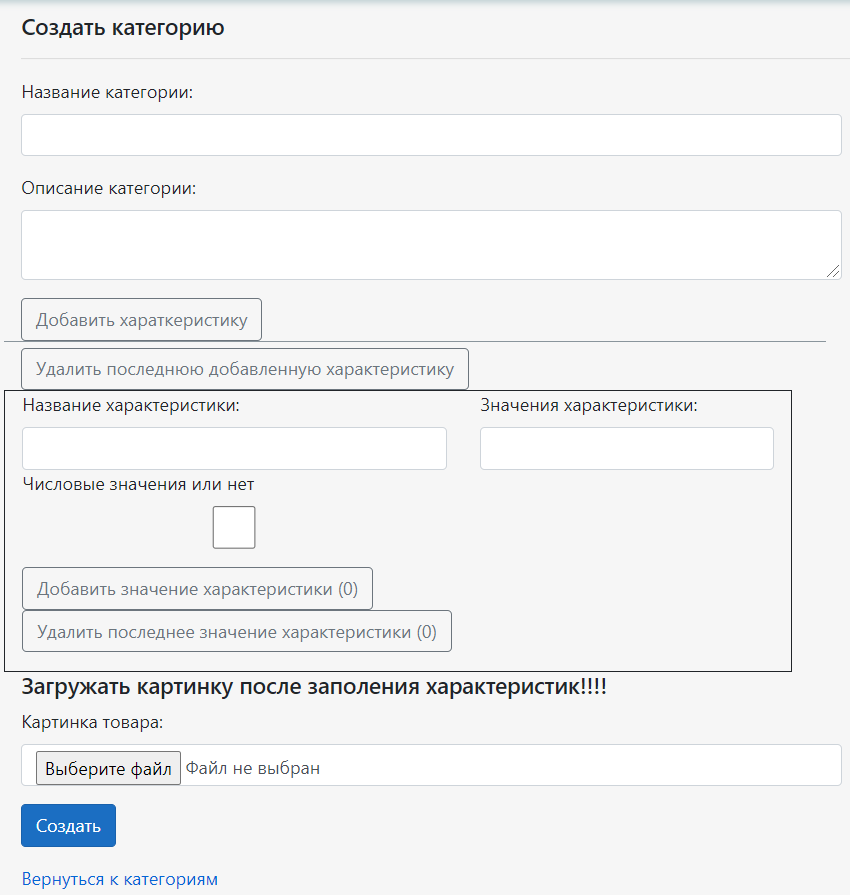 Создать категорию
Название категории:
Описание категории:
Добавить хараткеристику
Удалить последнюю добавленную характеристику
Название характеристики: Значения характеристики:
Числовые значения или нет
Добавить значение характеристики (0)
Удалить последнее значение характеристики (0)
Загружать картинку после заполения характеристик!!!!
Картинка товара:
Выберите файл Файл не выбран
Создать
Вернуться к категориям